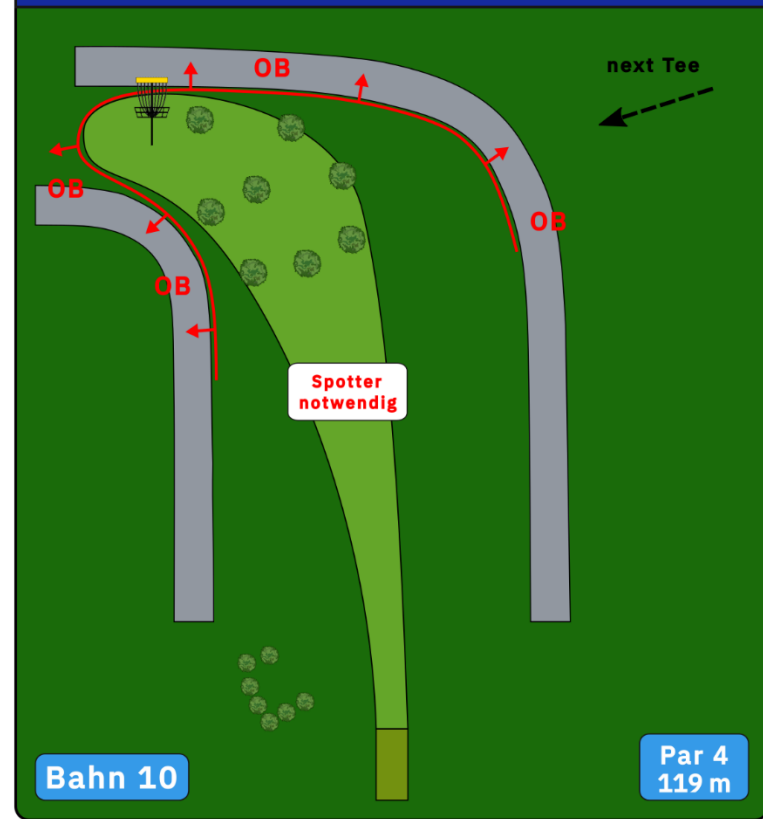 OB
next Tee
OB
OB
OB
Spotter
notwendig
Bahn 10
Par 4
119 m